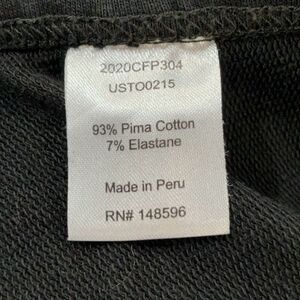 2020CFP304
USTO0215
93% Pima Cotton
7% Elastane
Made in Peru
RN# 148596